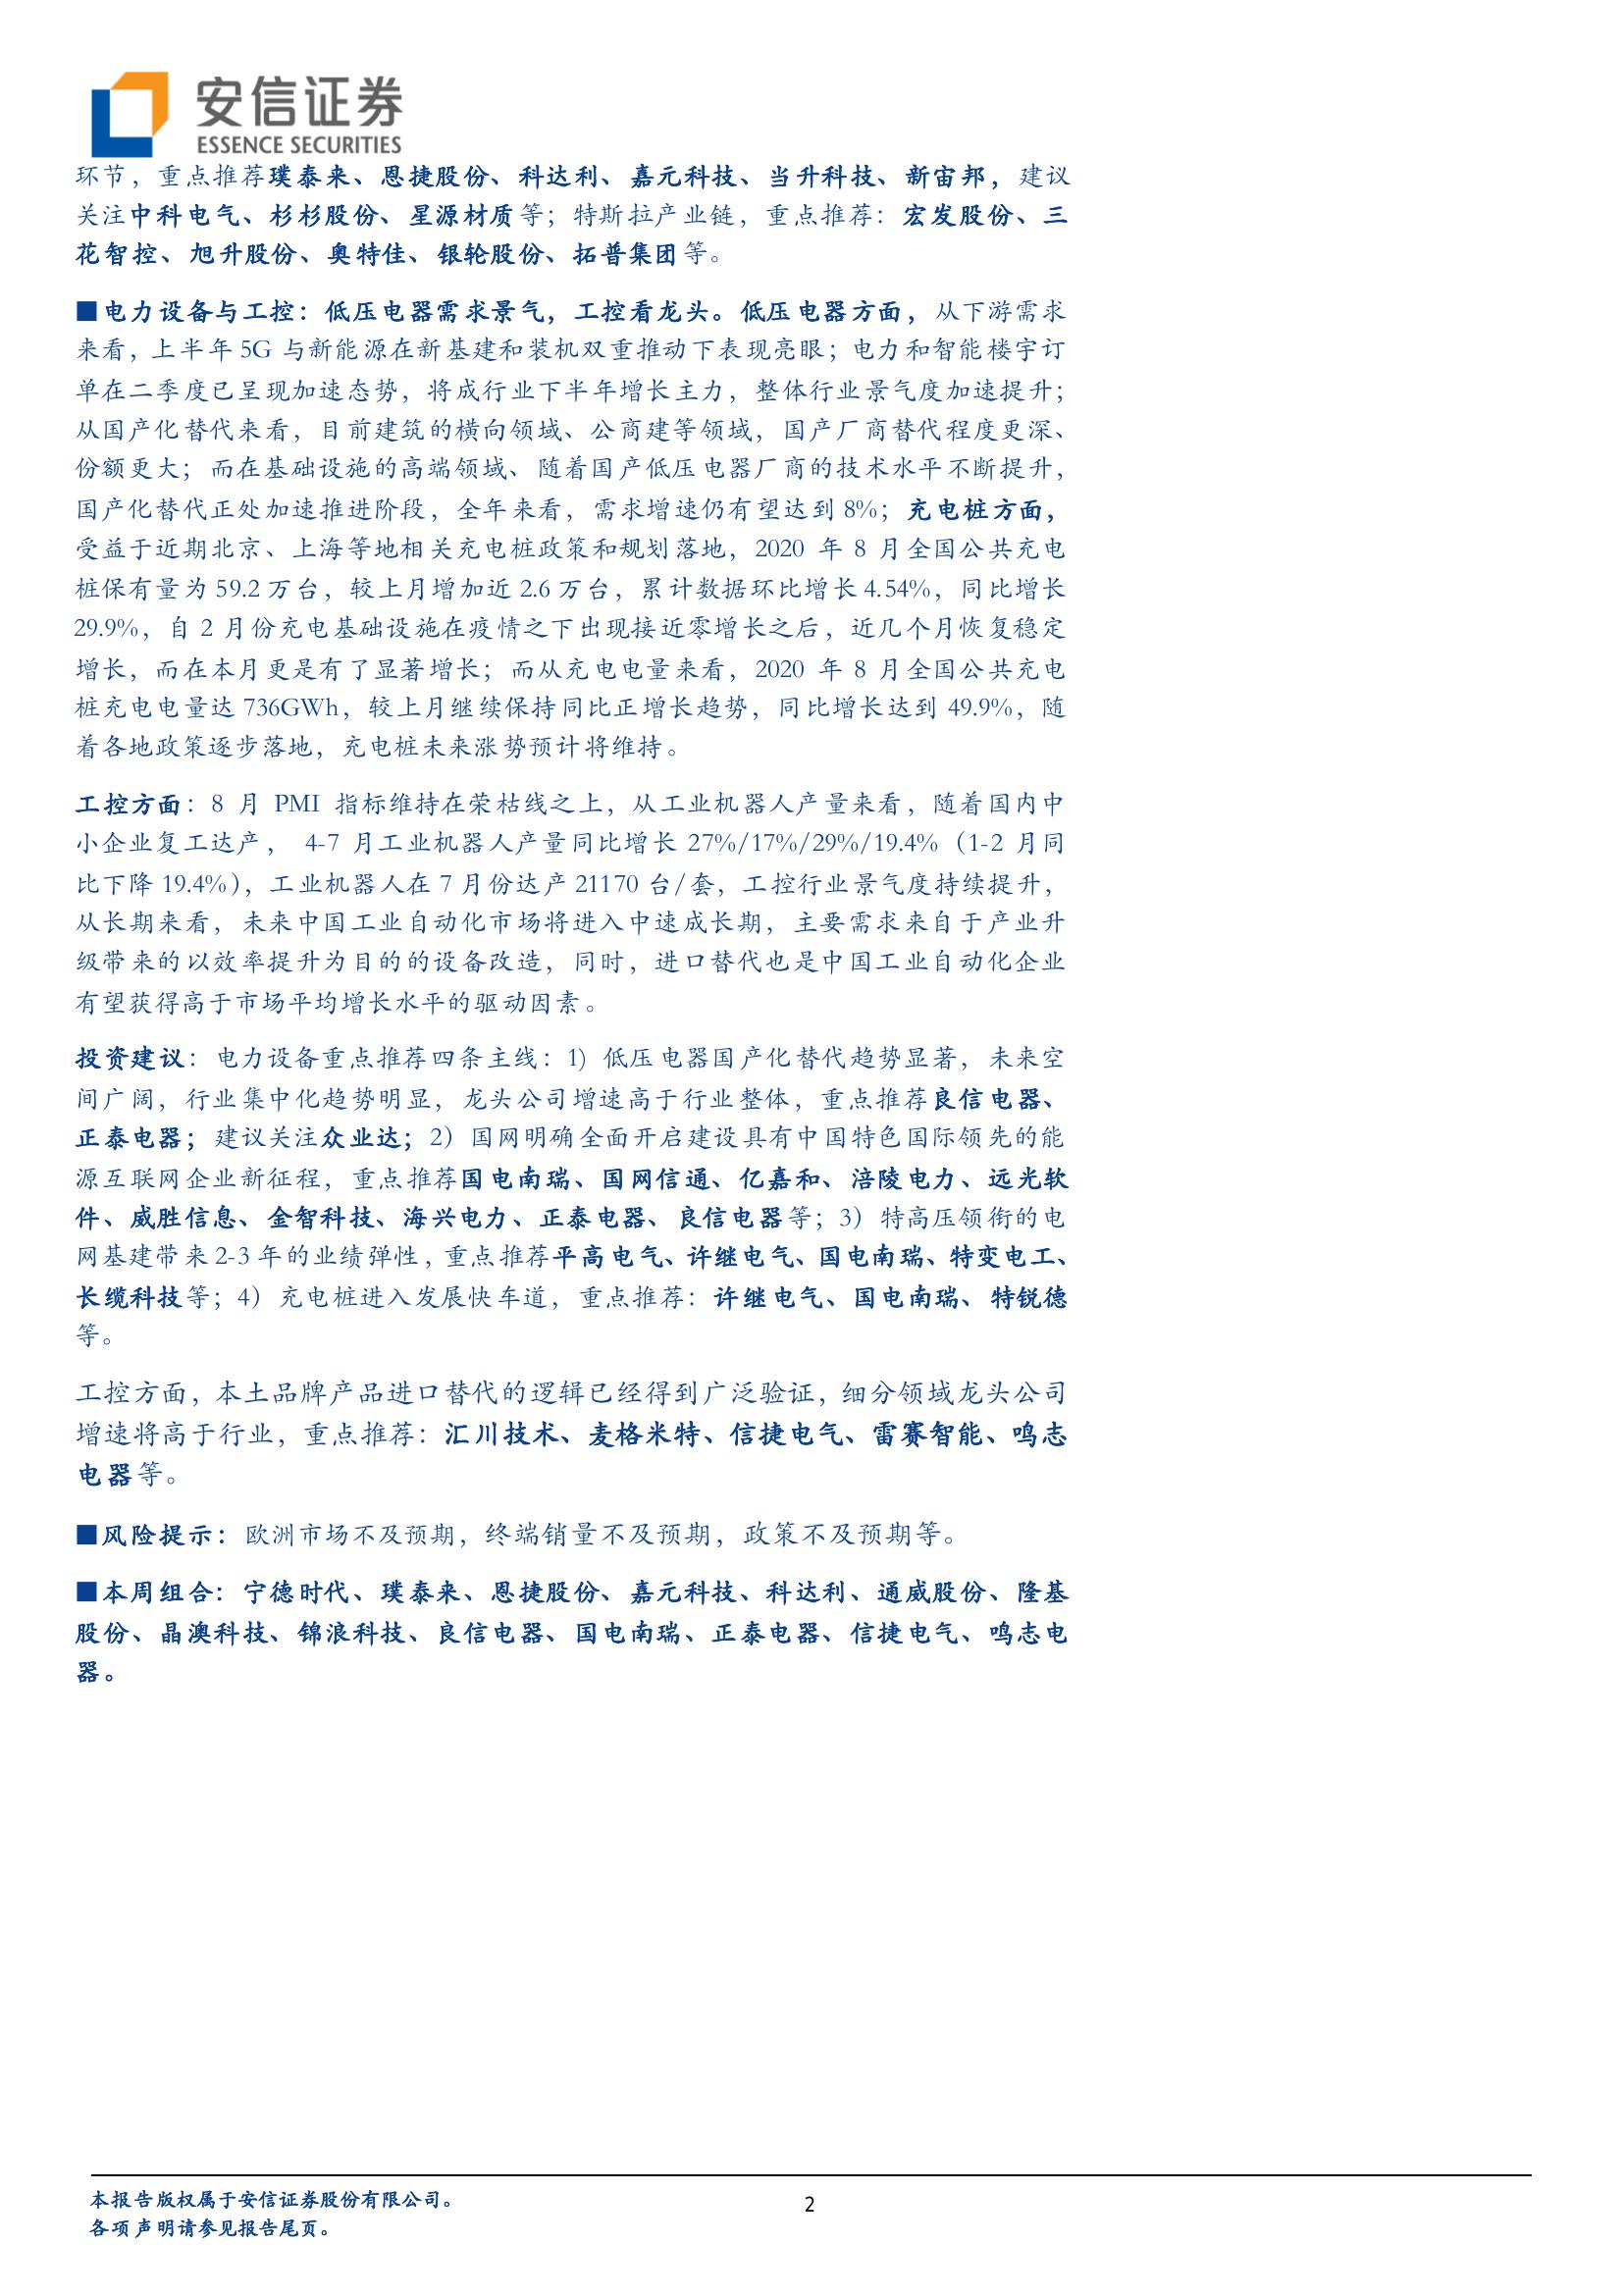 安信证券
ESSENCE SECURITIES
环节，重点推荐璞泰来、恩捷股份、科达利、嘉元科技、当升科技、新宙邦，建议
关注中科电气、杉杉股份、星源材质等；特斯拉产业链，重点推荐：宏发股份、三
花智控、旭升股份、奥特佳、银轮股份、拓普集团等。
■电力设备与工控：低压电器需求景气，工控看龙头。低压电器方面，从下游需求
来看，上半年 5G 与新能源在新基建和装机双重推动下表现亮眼；电力和智能楼宇订
单在二季度已呈现加速态势，将成行业下半年增长主力，整体行业景气度加速提升；
从国产化替代来看，目前建筑的横向领域、公商建等领域，国产厂商替代程度更深、
份额更大；而在基础设施的高端领域、随着国产低压电器厂商的技术水平不断提升，
国产化替代正处加速推进阶段，全年来看，需求增速仍有望达到 8%；充电桩方面，
受益于近期北京、上海等地相关充电桩政策和规划落地，2020 年 8 月全国公共充电
桩保有量为 59.2 万台，较上月增加近 2.6 万台，累计数据环比增长 4.54%，同比增长
29.9%，自 2 月份充电基础设施在疫情之下出现接近零增长之后，近几个月恢复稳定
增长，而在本月更是有了显著增长；而从充电电量来看，2020 年 8 月全国公共充电
桩充电电量达 736GWh，较上月继续保持同比正增长趋势，同比增长达到 49.9%，随
着各地政策逐步落地，充电桩未来涨势预计将维持。
工控方面：8 月 PMI 指标维持在荣枯线之上，从工业机器人产量来看，随着国内中
小企业复工达产， 4-7 月工业机器人产量同比增长 27%/17%/29%/19.4%（1-2 月同
比下降 19.4%），工业机器人在 7 月份达产 21170 台/套，工控行业景气度持续提升，
从长期来看，未来中国工业自动化市场将进入中速成长期，主要需求来自于产业升
级带来的以效率提升为目的的设备改造，同时，进口替代也是中国工业自动化企业
有望获得高于市场平均增长水平的驱动因素。
投资建议：电力设备重点推荐四条主线：1）低压电器国产化替代趋势显著，未来空
间广阔，行业集中化趋势明显，龙头公司增速高于行业整体，重点推荐良信电器、
正泰电器；建议关注众业达；2）国网明确全面开启建设具有中国特色国际领先的能
源互联网企业新征程，重点推荐国电南瑞、国网信通、亿嘉和、涪陵电力、远光软
件、威胜信息、金智科技、海兴电力、正泰电器、良信电器等；3）特高压领衔的电
网基建带来 2-3 年的业绩弹性，重点推荐平高电气、许继电气、国电南瑞、特变电工、
长缆科技等；4）充电桩进入发展快车道，重点推荐：许继电气、国电南瑞、特锐德
等。
工控方面，本土品牌产品进口替代的逻辑已经得到广泛验证，细分领域龙头公司
增速将高于行业，重点推荐：汇川技术、麦格米特、信捷电气、雷赛智能、鸣志
电器等。
■风险提示：欧洲市场不及预期，终端销量不及预期，政策不及预期等。
■本周组合：宁德时代、璞泰来、恩捷股份、嘉元科技、科达利、通威股份、隆基
股份、晶澳科技、锦浪科技、良信电器、国电南瑞、正泰电器、信捷电气、鸣志电
器。
本报告版权属于安信证券股份有限公司。
2
各项声明请参见报告尾页。